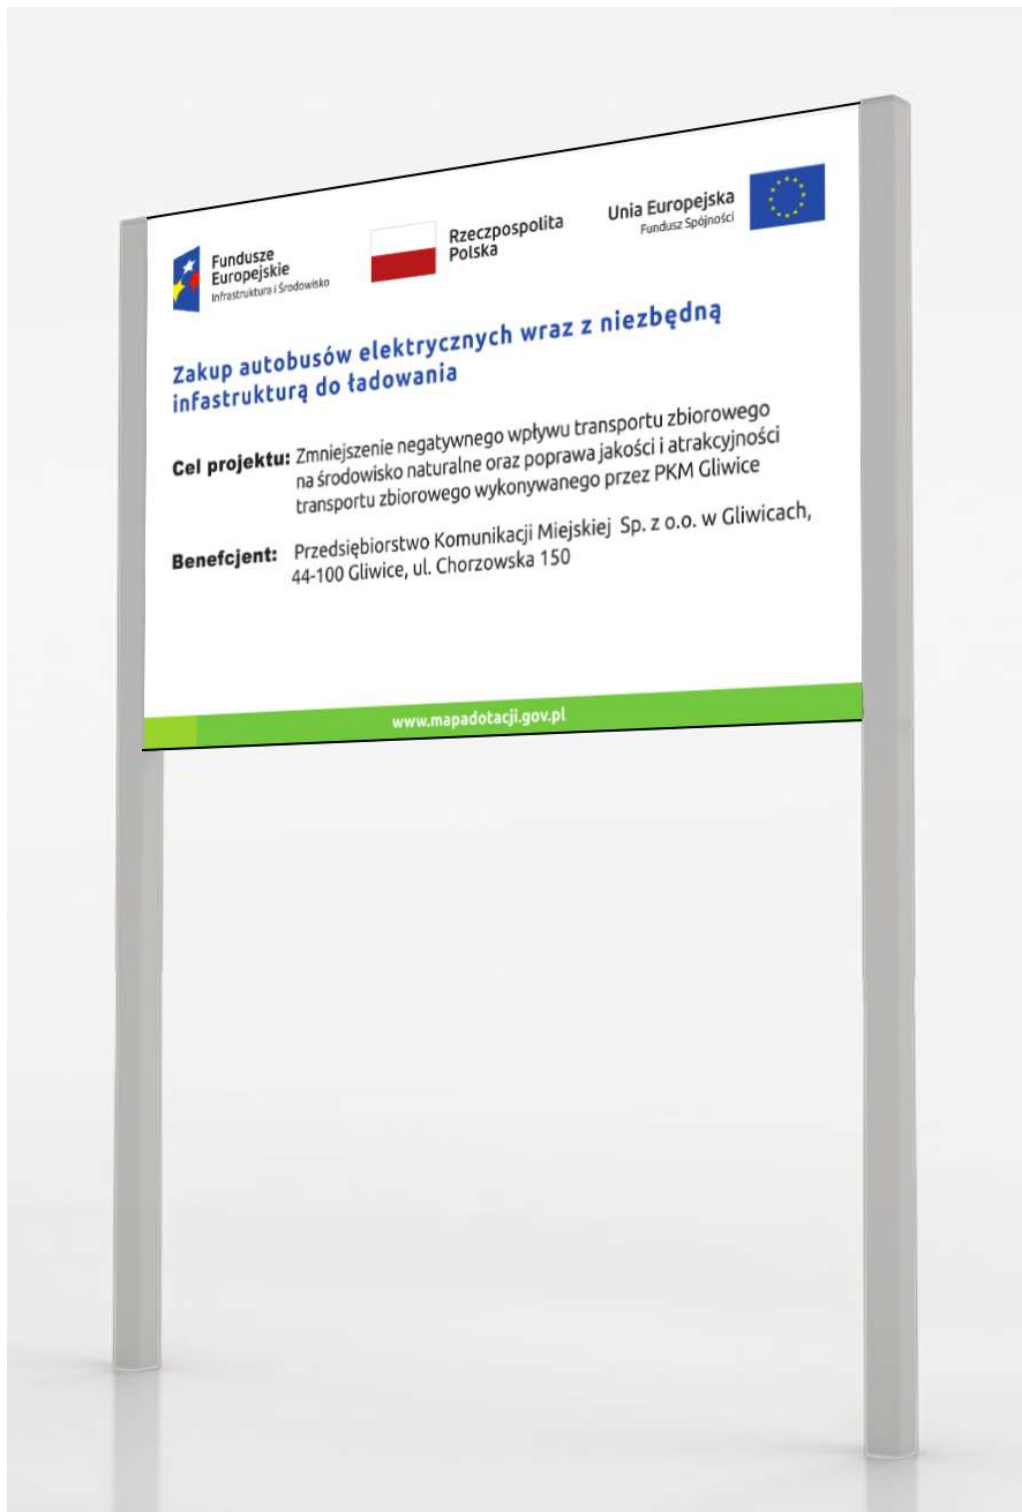 Fundusze
Europejskie
Infrastruktura i Środowisko
Rzeczpospolita
Polska
Unia Europejska
Fundusz Spójności
Zakup autobusów elektrycznych wraz z niezbędną
infastrukturą do ładowania
Cel projektu: Zmniejszenie negatywnego wpływu transportu zbiorowego
na środowisko naturalne oraz poprawa jakości i atrakcyjności
transportu zbiorowego wykonywanego przez PKM Gliwice
Benefcjent: Przedsiębiorstwo Komunikacji Miejskiej Sp. z o.o. w Gliwicach,
44-100 Gliwice, ul. Chorzowska 150
www.mapadotacji.gov.pl